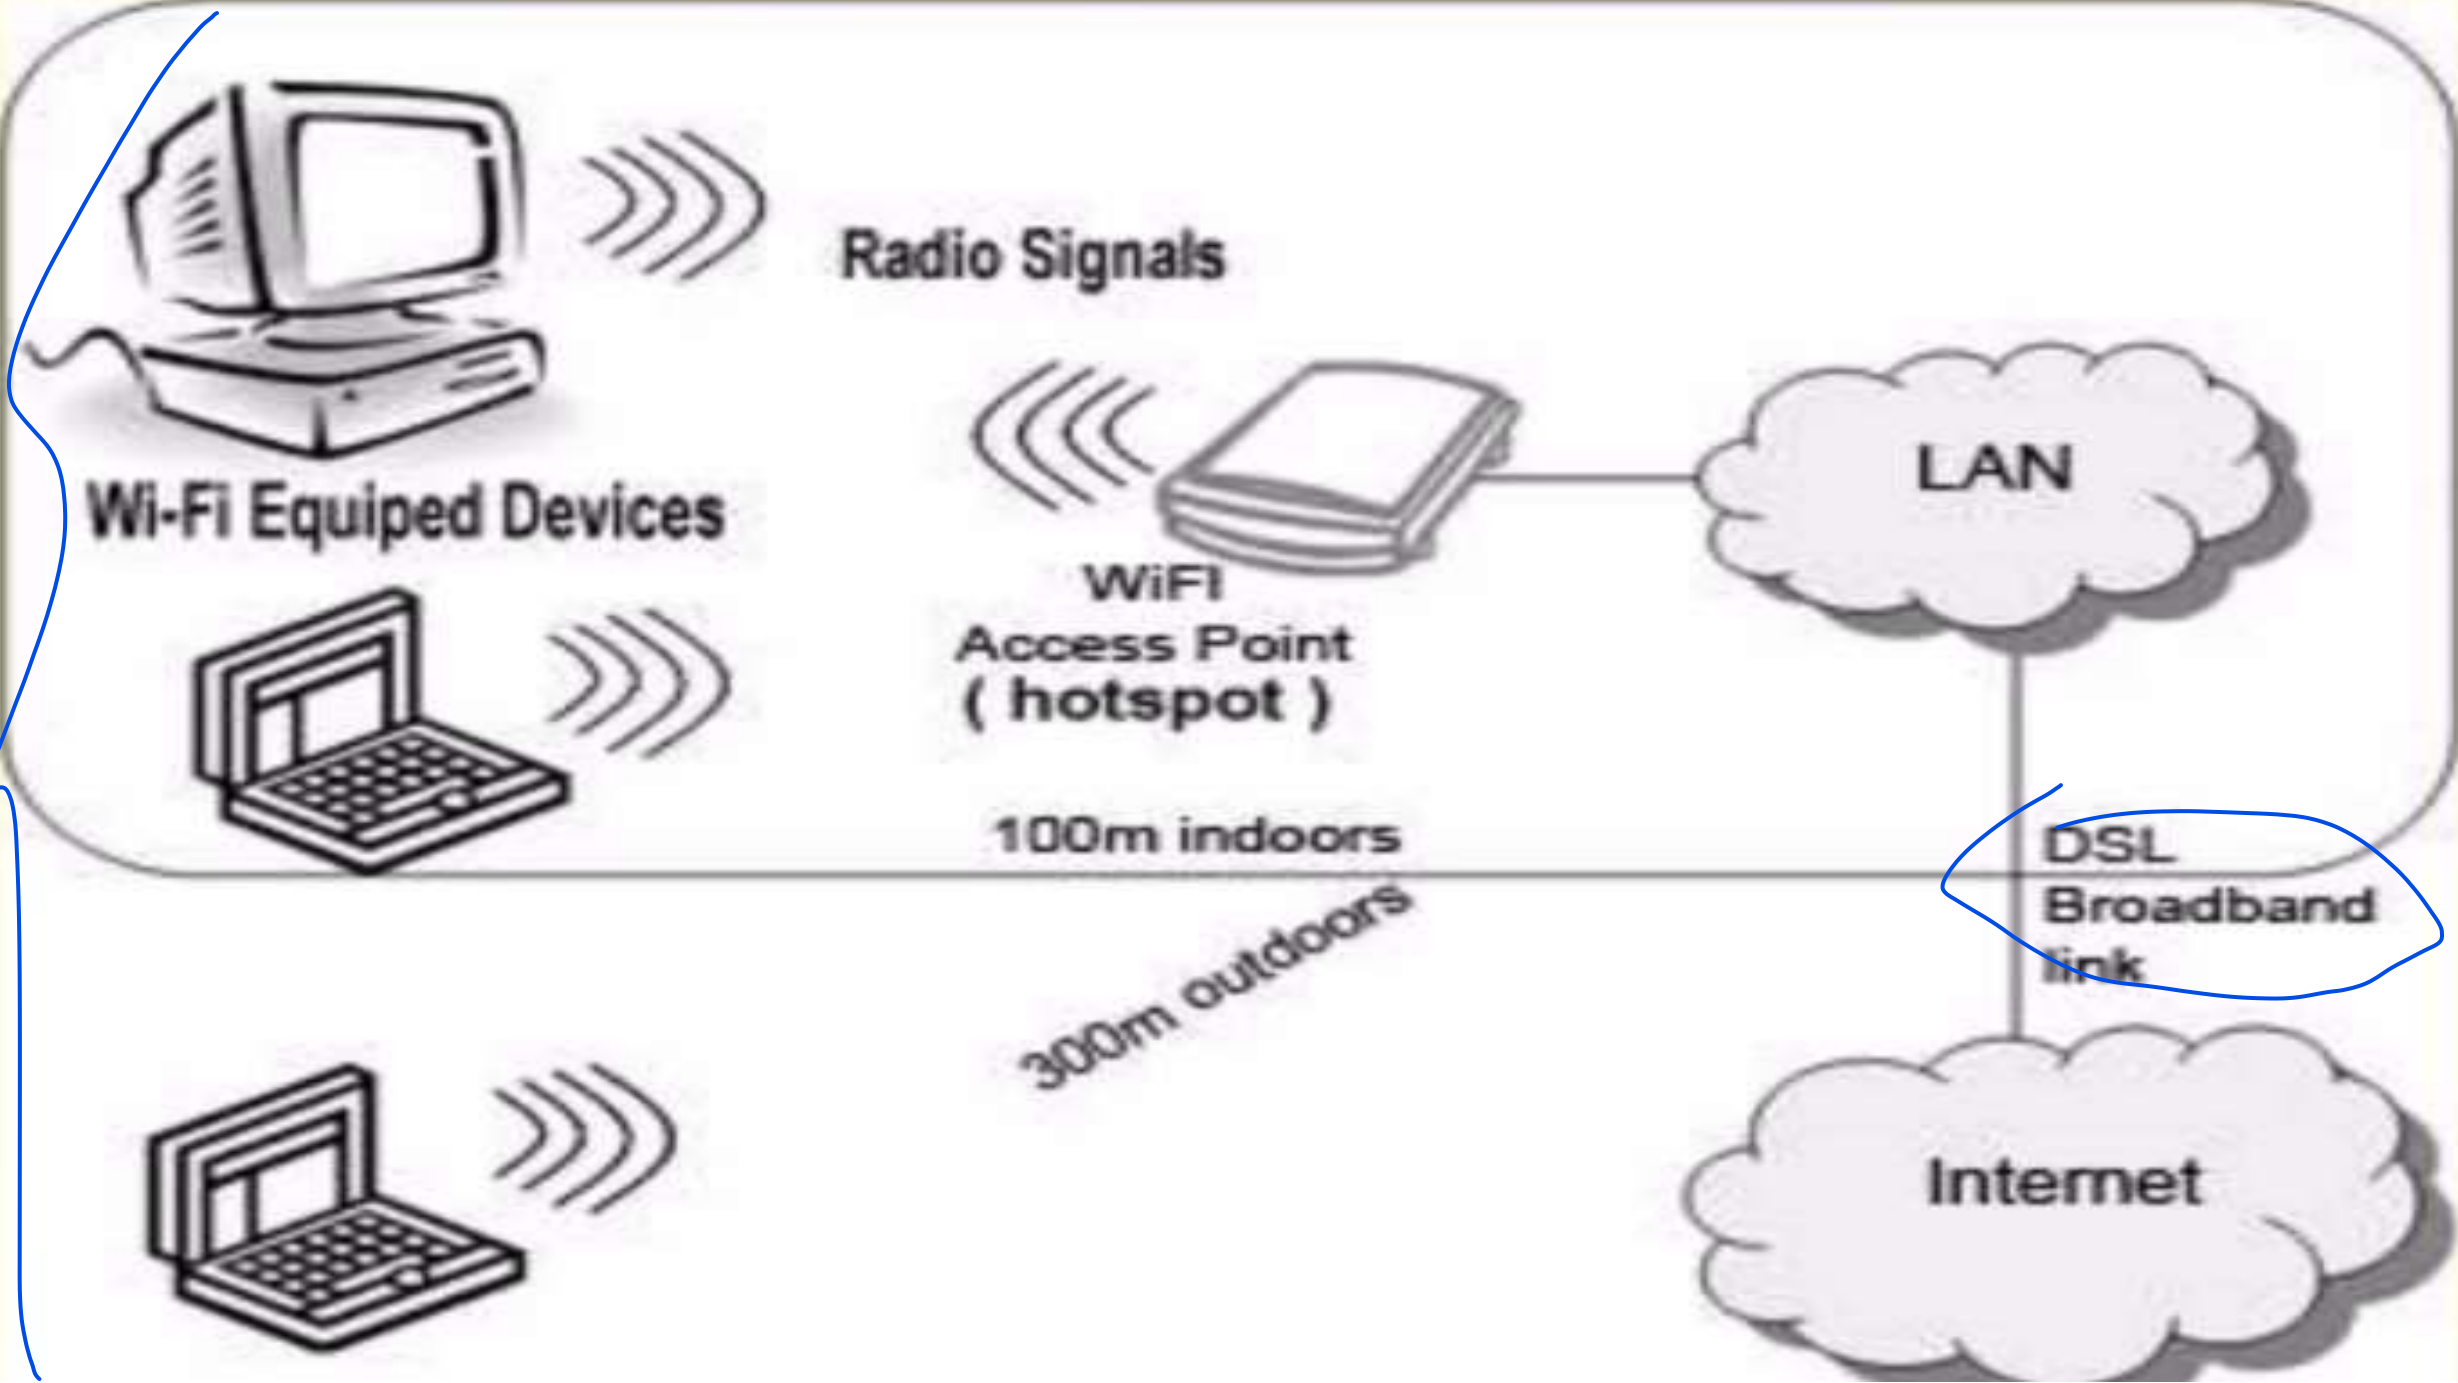 Radio Signals
LAN
Wi-Fi Equiped Devices
WiFI
Access Point
( hotspot )
100m indoors
DSL
Broadband
link
300m outdoors
Internet